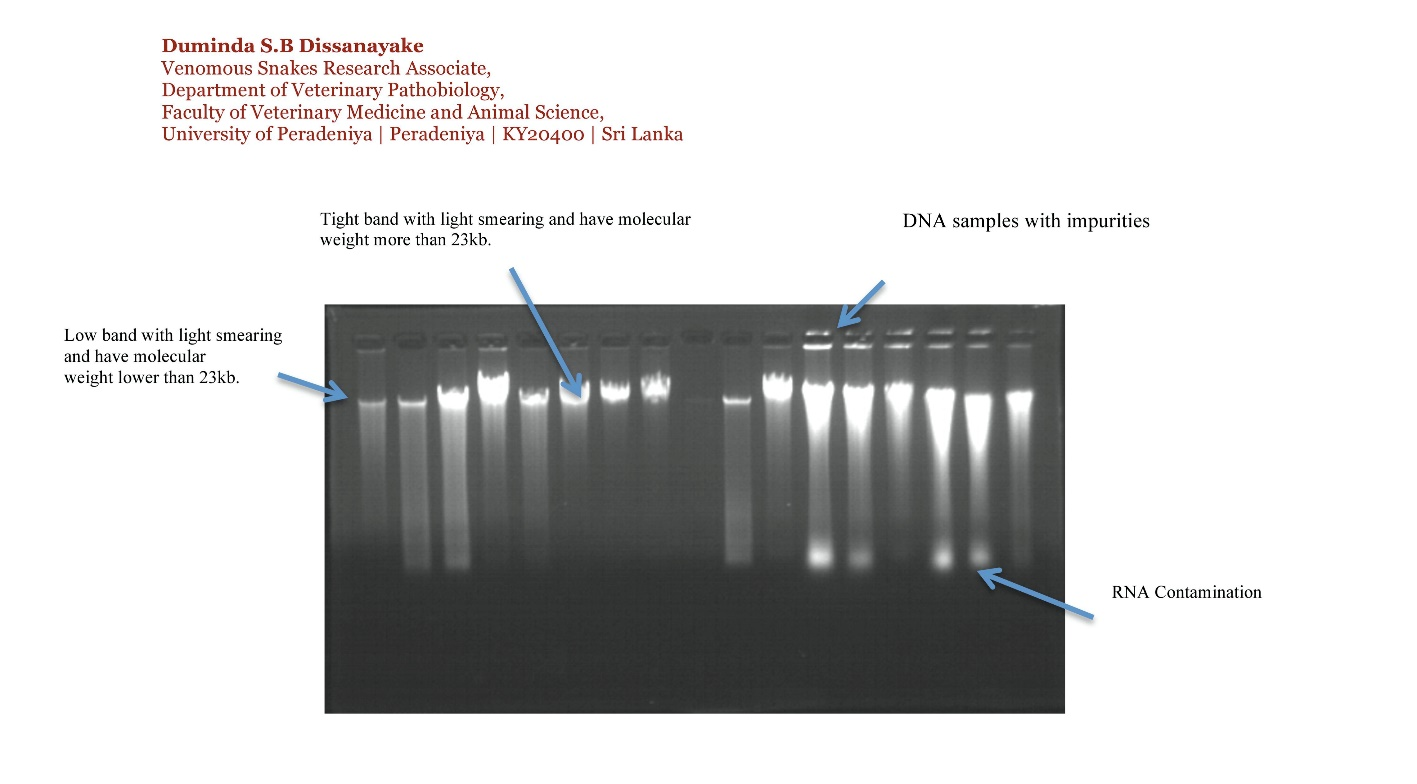 Duminda S.B Dissanayake
Venomous Snakes Research Associate,
Department of Veterinary Pathobiology,
Faculty of Veterinary Medicine and Animal Science,
University of Peradeniya | Peradeniya | KY20400 | Sri Lanka
Tight band with light smearing and have molecular
weight more than 23kb.
DNA samples with impurities
Low band with light smearing
and have molecular
weight lower than 23kb.
RNA Contamination